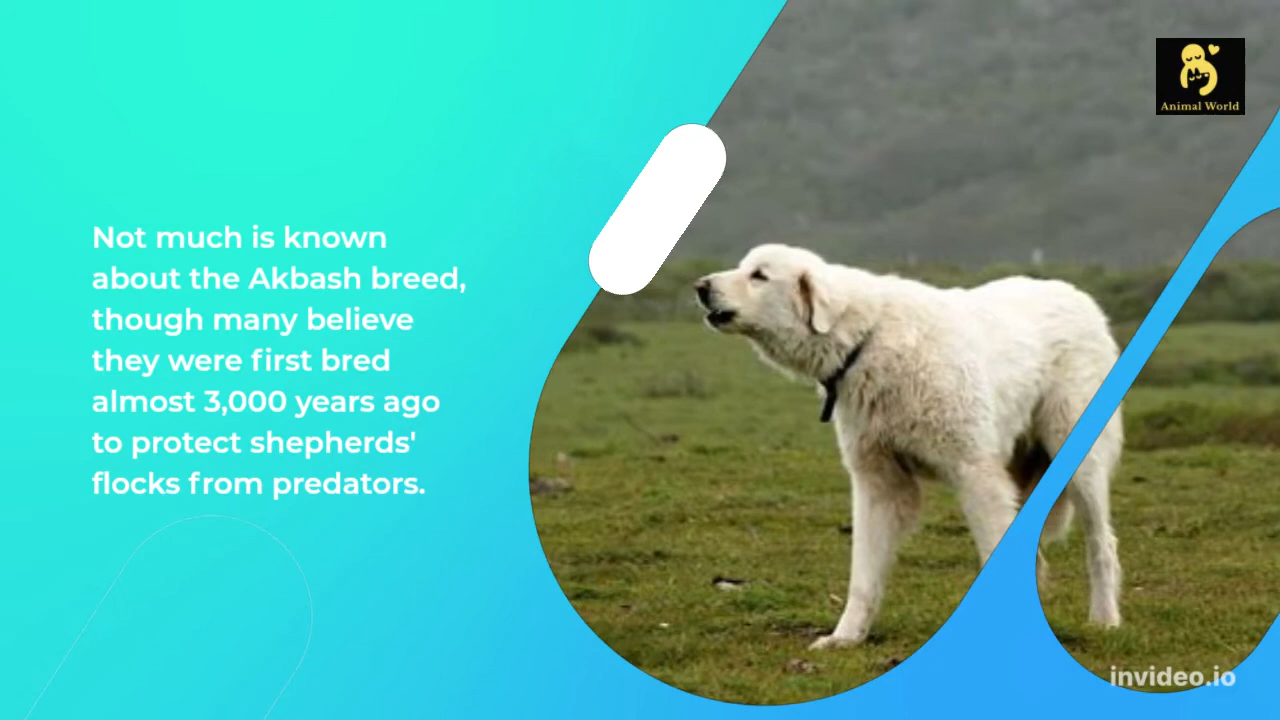 Animal World
Not much is known
about the Akbash breed,
though many believe
they were first bred
almost 3,000 years ago
to protect shepherds'
flocks from predators.
invideo.io